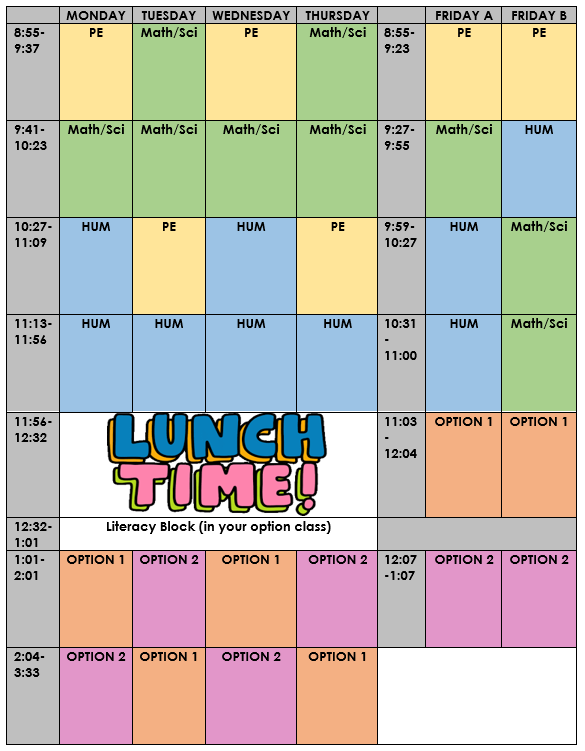 MONDAY TUESDAY WEDNESDAY THURSDAY FRIDAY A FRIDAY B
8:55- PE Math/Sci PE Math/Sci 8:55- PE PE
9:37 9:23
9:41- Math/Sci Math/Sci Math/Sci Math/Sci 9:27- Math/Sci HUM
10:23 9:55
10:27- HUM PE HUM PE 9:59- HUM Math/Sci
11:09 10:27
11:13- HUM HUM HUM HUM 10:31 HUM Math/Sci
11:56 -
11:00
11:56- LUNCH 11:03 OPTION 1 OPTION 1
12:32 -
TIME! 12:04
12:32- Literacy Block (in your option class)
1:01
1:01- OPTION 1 OPTION 2 OPTION 1 OPTION 2 12:07 OPTION 2 OPTION 2
2:01 -1:07
2:04- OPTION 2 OPTION 1 OPTION 2 OPTION 1
3:33